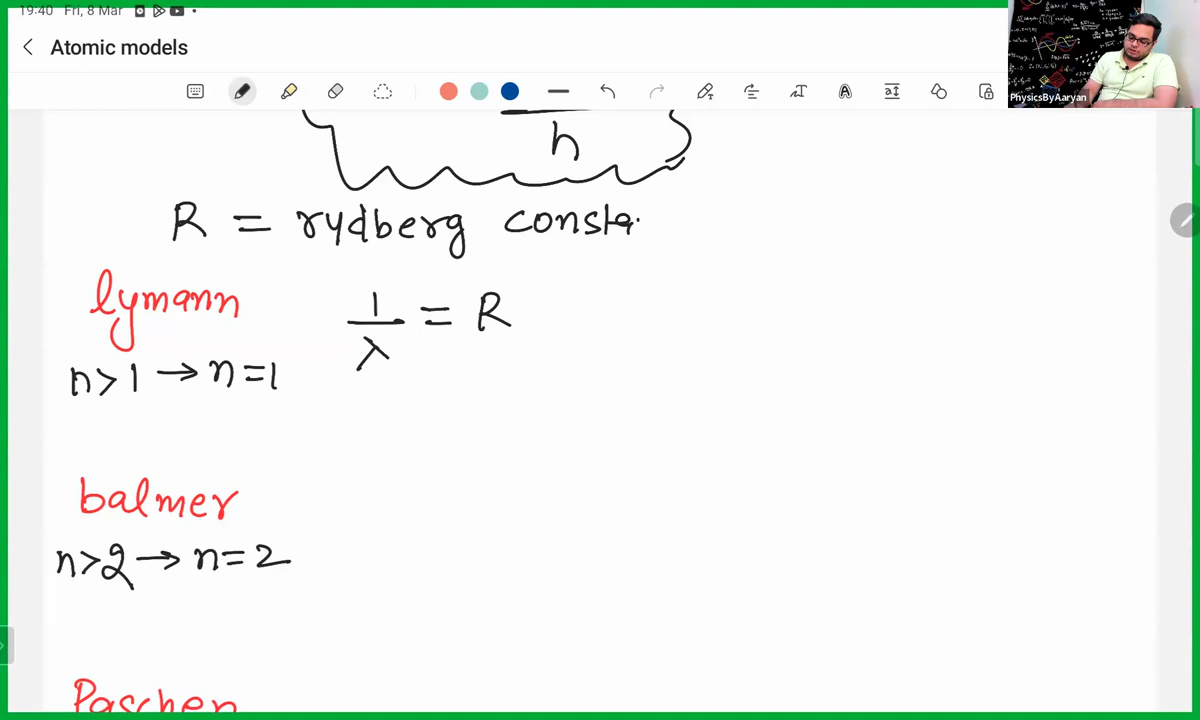 19:40 Fri, 8 Mar
Atomic models
PhysicsByAaryan
h
R = rydberg consta
lymann
1/λ = R
n>1 → n=1
balmer
n>2 → n=2
Paschen